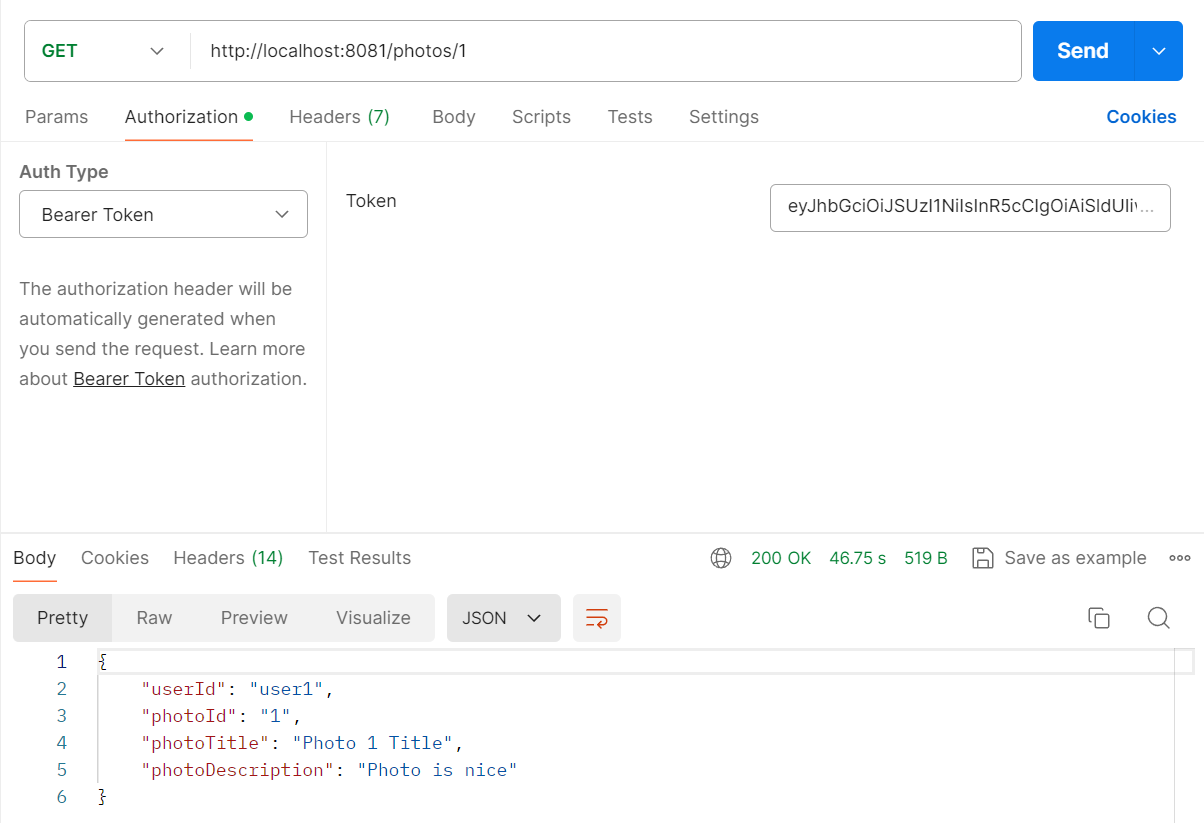 GET http://localhost:8081/photos/1 Send
Params Authorization Headers (7) Body Scripts Tests Settings Cookies
Auth Type
Bearer Token
Token eyJhbGciOiJSUzI1NiIsInR5cCIgOiAiSldUIiw...
The authorization header will be
automatically generated when
you send the request. Learn more
about Bearer Token authorization.
Body Cookies Headers (14) Test Results 200 OK 46.75 s 519 B Save as example
Pretty Raw Preview Visualize JSON
1 {
2 "userId": "user1",
3 "photoId": "1",
4 "photoTitle": "Photo 1 Title",
5 "photoDescription": "Photo is nice"
6 }